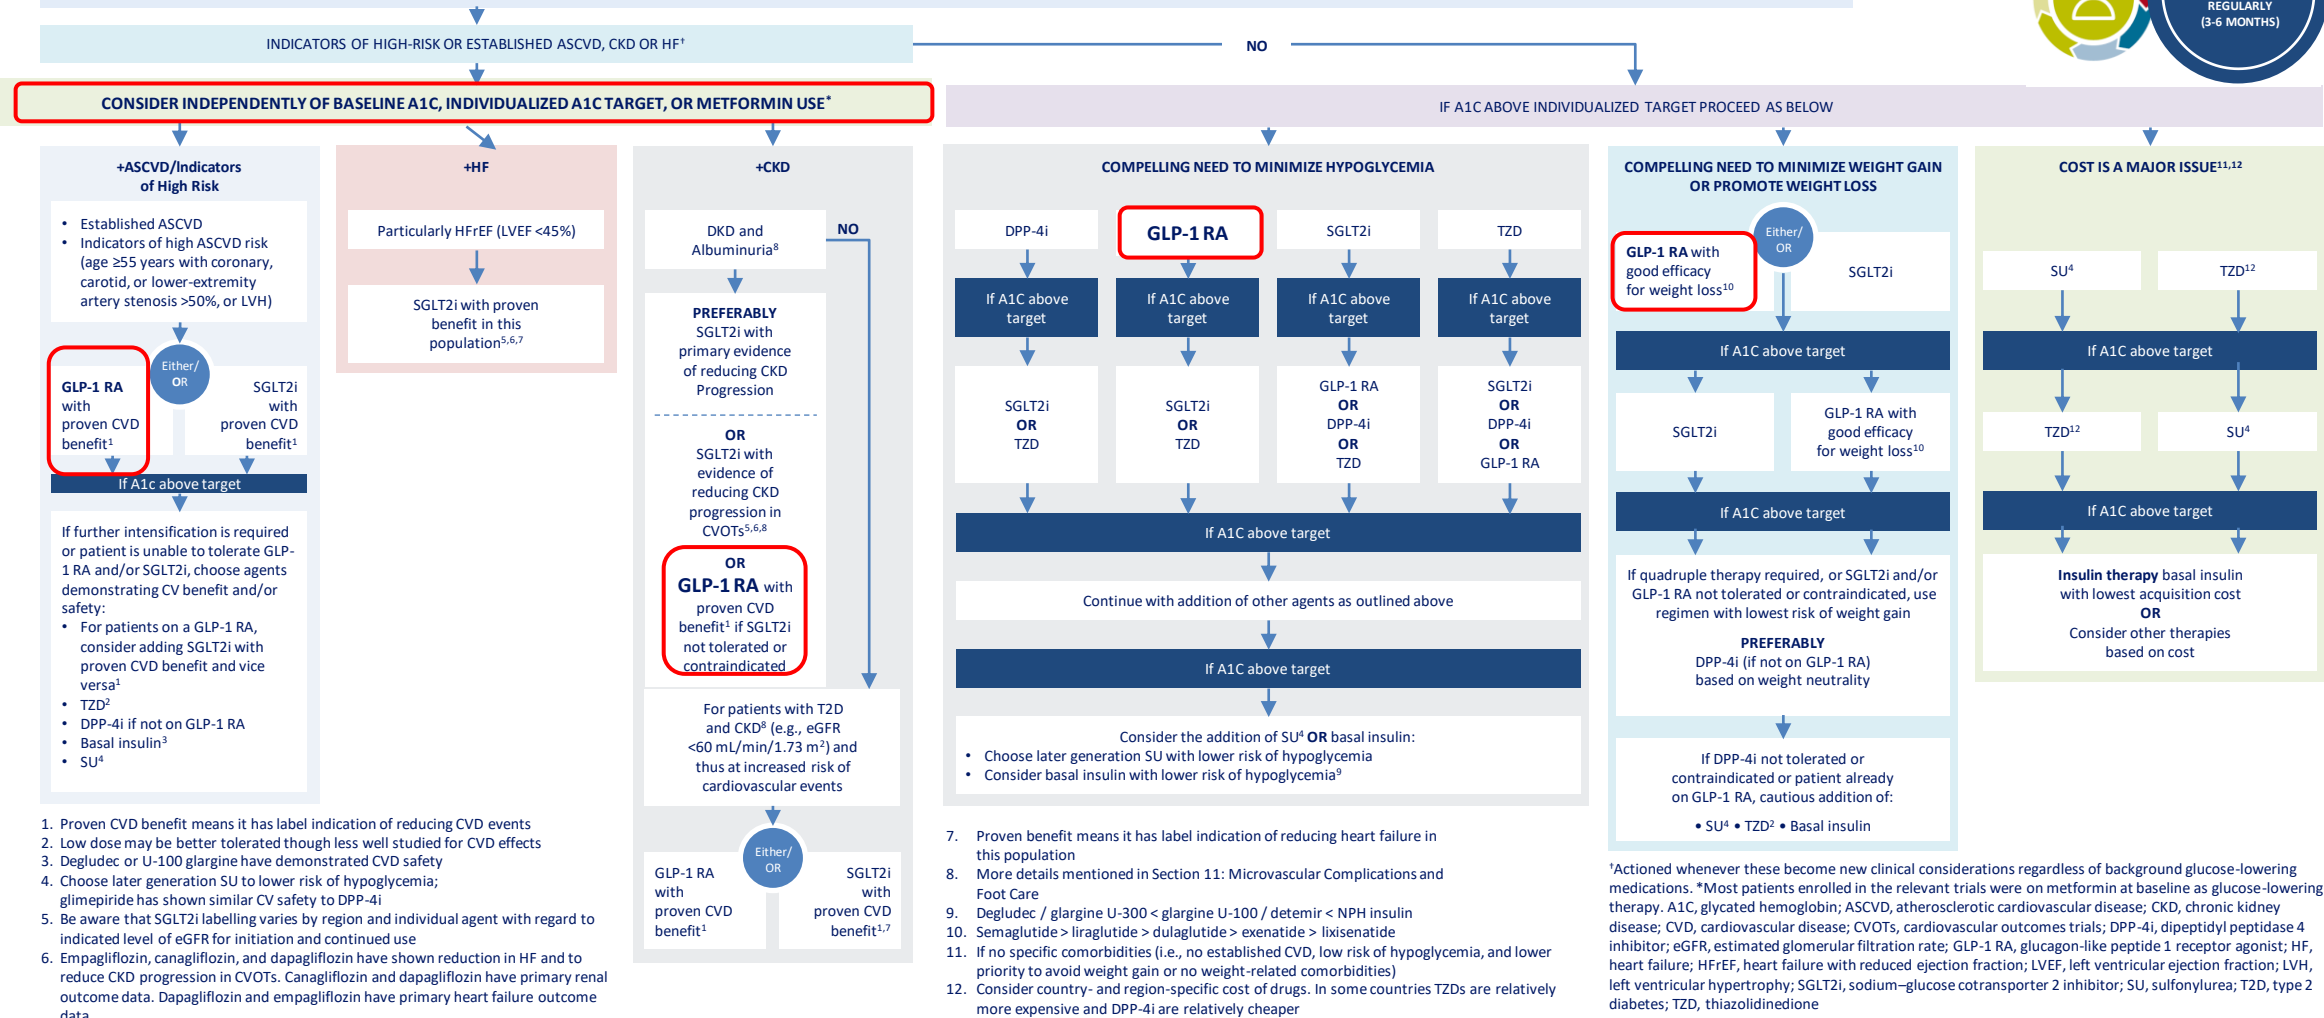 REGULARLY
(3-6 MONTHS)
INDICATORS OF HIGH-RISK OR ESTABLISHED ASCVD, CKD OR HF†
NO
CONSIDER INDEPENDENTLY OF BASELINE A1C, INDIVIDUALIZED A1C TARGET, OR METFORMIN USE*
IF A1C ABOVE INDIVIDUALIZED TARGET PROCEED AS BELOW
+ASCVD/Indicators
of High Risk
• Established ASCVD
• Indicators of high ASCVD risk
(age ≥55 years with coronary,
carotid, or lower-extremity
artery stenosis >50%, or LVH)
Either/
OR
GLP-1 RA
with
proven CVD
benefit¹
SGLT2i
with
proven CVD
benefit¹
If A1c above target
If further intensification is required
or patient is unable to tolerate GLP-
1 RA and/or SGLT2i, choose agents
demonstrating CV benefit and/or
safety:
• For patients on a GLP-1 RA,
consider adding SGLT2i with
proven CVD benefit and vice
versa¹
• TZD²
• DPP-4i if not on GLP-1 RA
• Basal insulin³
• SU⁴
+HF
Particularly HFrEF (LVEF <45%)
SGLT2i with proven
benefit in this
population⁵,⁶,⁷
+CKD
DKD and
Albuminuria⁸
NO
PREFERABLY
SGLT2i with
primary evidence
of reducing CKD
Progression
OR
SGLT2i with
evidence of
reducing CKD
progression in
CVOTs⁵,⁶,⁸
OR
GLP-1 RA with
proven CVD
benefit¹ if SGLT2i
not tolerated or
contraindicated
For patients with T2D
and CKD⁸ (e.g., eGFR
<60 mL/min/1.73 m²) and
thus at increased risk of
cardiovascular events
Either/
OR
GLP-1 RA
with
proven CVD
benefit¹
SGLT2i
with
proven CVD
benefit¹,⁷
COMPELLING NEED TO MINIMIZE HYPOGLYCEMIA
DPP-4i
GLP-1 RA
SGLT2i
TZD
If A1C above
target
If A1C above
target
If A1C above
target
If A1C above
target
SGLT2i
OR
TZD
SGLT2i
OR
TZD
GLP-1 RA
OR
DPP-4i
OR
TZD
SGLT2i
OR
DPP-4i
OR
GLP-1 RA
If A1C above target
Continue with addition of other agents as outlined above
If A1C above target
Consider the addition of SU⁴ OR basal insulin:
• Choose later generation SU with lower risk of hypoglycemia
• Consider basal insulin with lower risk of hypoglycemia⁹
COMPELLING NEED TO MINIMIZE WEIGHT GAIN
OR PROMOTE WEIGHT LOSS
Either/
OR
GLP-1 RA with
good efficacy
for weight loss¹⁰
SGLT2i
If A1C above target
SGLT2i
GLP-1 RA with
good efficacy
for weight loss¹⁰
If A1C above target
If quadruple therapy required, or SGLT2i and/or
GLP-1 RA not tolerated or contraindicated, use
regimen with lowest risk of weight gain
PREFERABLY
DPP-4i (if not on GLP-1 RA)
based on weight neutrality
If DPP-4i not tolerated or
contraindicated or patient already
on GLP-1 RA, cautious addition of:
• SU⁴ • TZD² • Basal insulin
COST IS A MAJOR ISSUE¹¹,¹²
SU⁴
TZD¹²
If A1C above target
TZD¹²
SU⁴
If A1C above target
Insulin therapy basal insulin
with lowest acquisition cost
OR
Consider other therapies
based on cost
1. Proven CVD benefit means it has label indication of reducing CVD events
2. Low dose may be better tolerated though less well studied for CVD effects
3. Degludec or U-100 glargine have demonstrated CVD safety
4. Choose later generation SU to lower risk of hypoglycemia;
glimepiride has shown similar CV safety to DPP-4i
5. Be aware that SGLT2i labelling varies by region and individual agent with regard to
indicated level of eGFR for initiation and continued use
6. Empagliflozin, canagliflozin, and dapagliflozin have shown reduction in HF and to
reduce CKD progression in CVOTs. Canagliflozin and dapagliflozin have primary renal
outcome data. Dapagliflozin and empagliflozin have primary heart failure outcome
data
7. Proven benefit means it has label indication of reducing heart failure in
this population
8. More details mentioned in Section 11: Microvascular Complications and
Foot Care
9. Degludec / glargine U-300 < glargine U-100 / detemir < NPH insulin
10. Semaglutide > liraglutide > dulaglutide > exenatide > lixisenatide
11. If no specific comorbidities (i.e., no established CVD, low risk of hypoglycemia, and lower
priority to avoid weight gain or no weight-related comorbidities)
12. Consider country- and region-specific cost of drugs. In some countries TZDs are relatively
more expensive and DPP-4i are relatively cheaper
†Actioned whenever these become new clinical considerations regardless of background glucose-lowering
medications. *Most patients enrolled in the relevant trials were on metformin at baseline as glucose-lowering
therapy. A1C, glycated hemoglobin; ASCVD, atherosclerotic cardiovascular disease; CKD, chronic kidney
disease; CVD, cardiovascular disease; CVOTs, cardiovascular outcomes trials; DPP-4i, dipeptidyl peptidase 4
inhibitor; eGFR, estimated glomerular filtration rate; GLP-1 RA, glucagon-like peptide 1 receptor agonist; HF,
heart failure; HFrEF, heart failure with reduced ejection fraction; LVEF, left ventricular ejection fraction; LVH,
left ventricular hypertrophy; SGLT2i, sodium–glucose cotransporter 2 inhibitor; SU, sulfonylurea; T2D, type 2
diabetes; TZD, thiazolidinedione